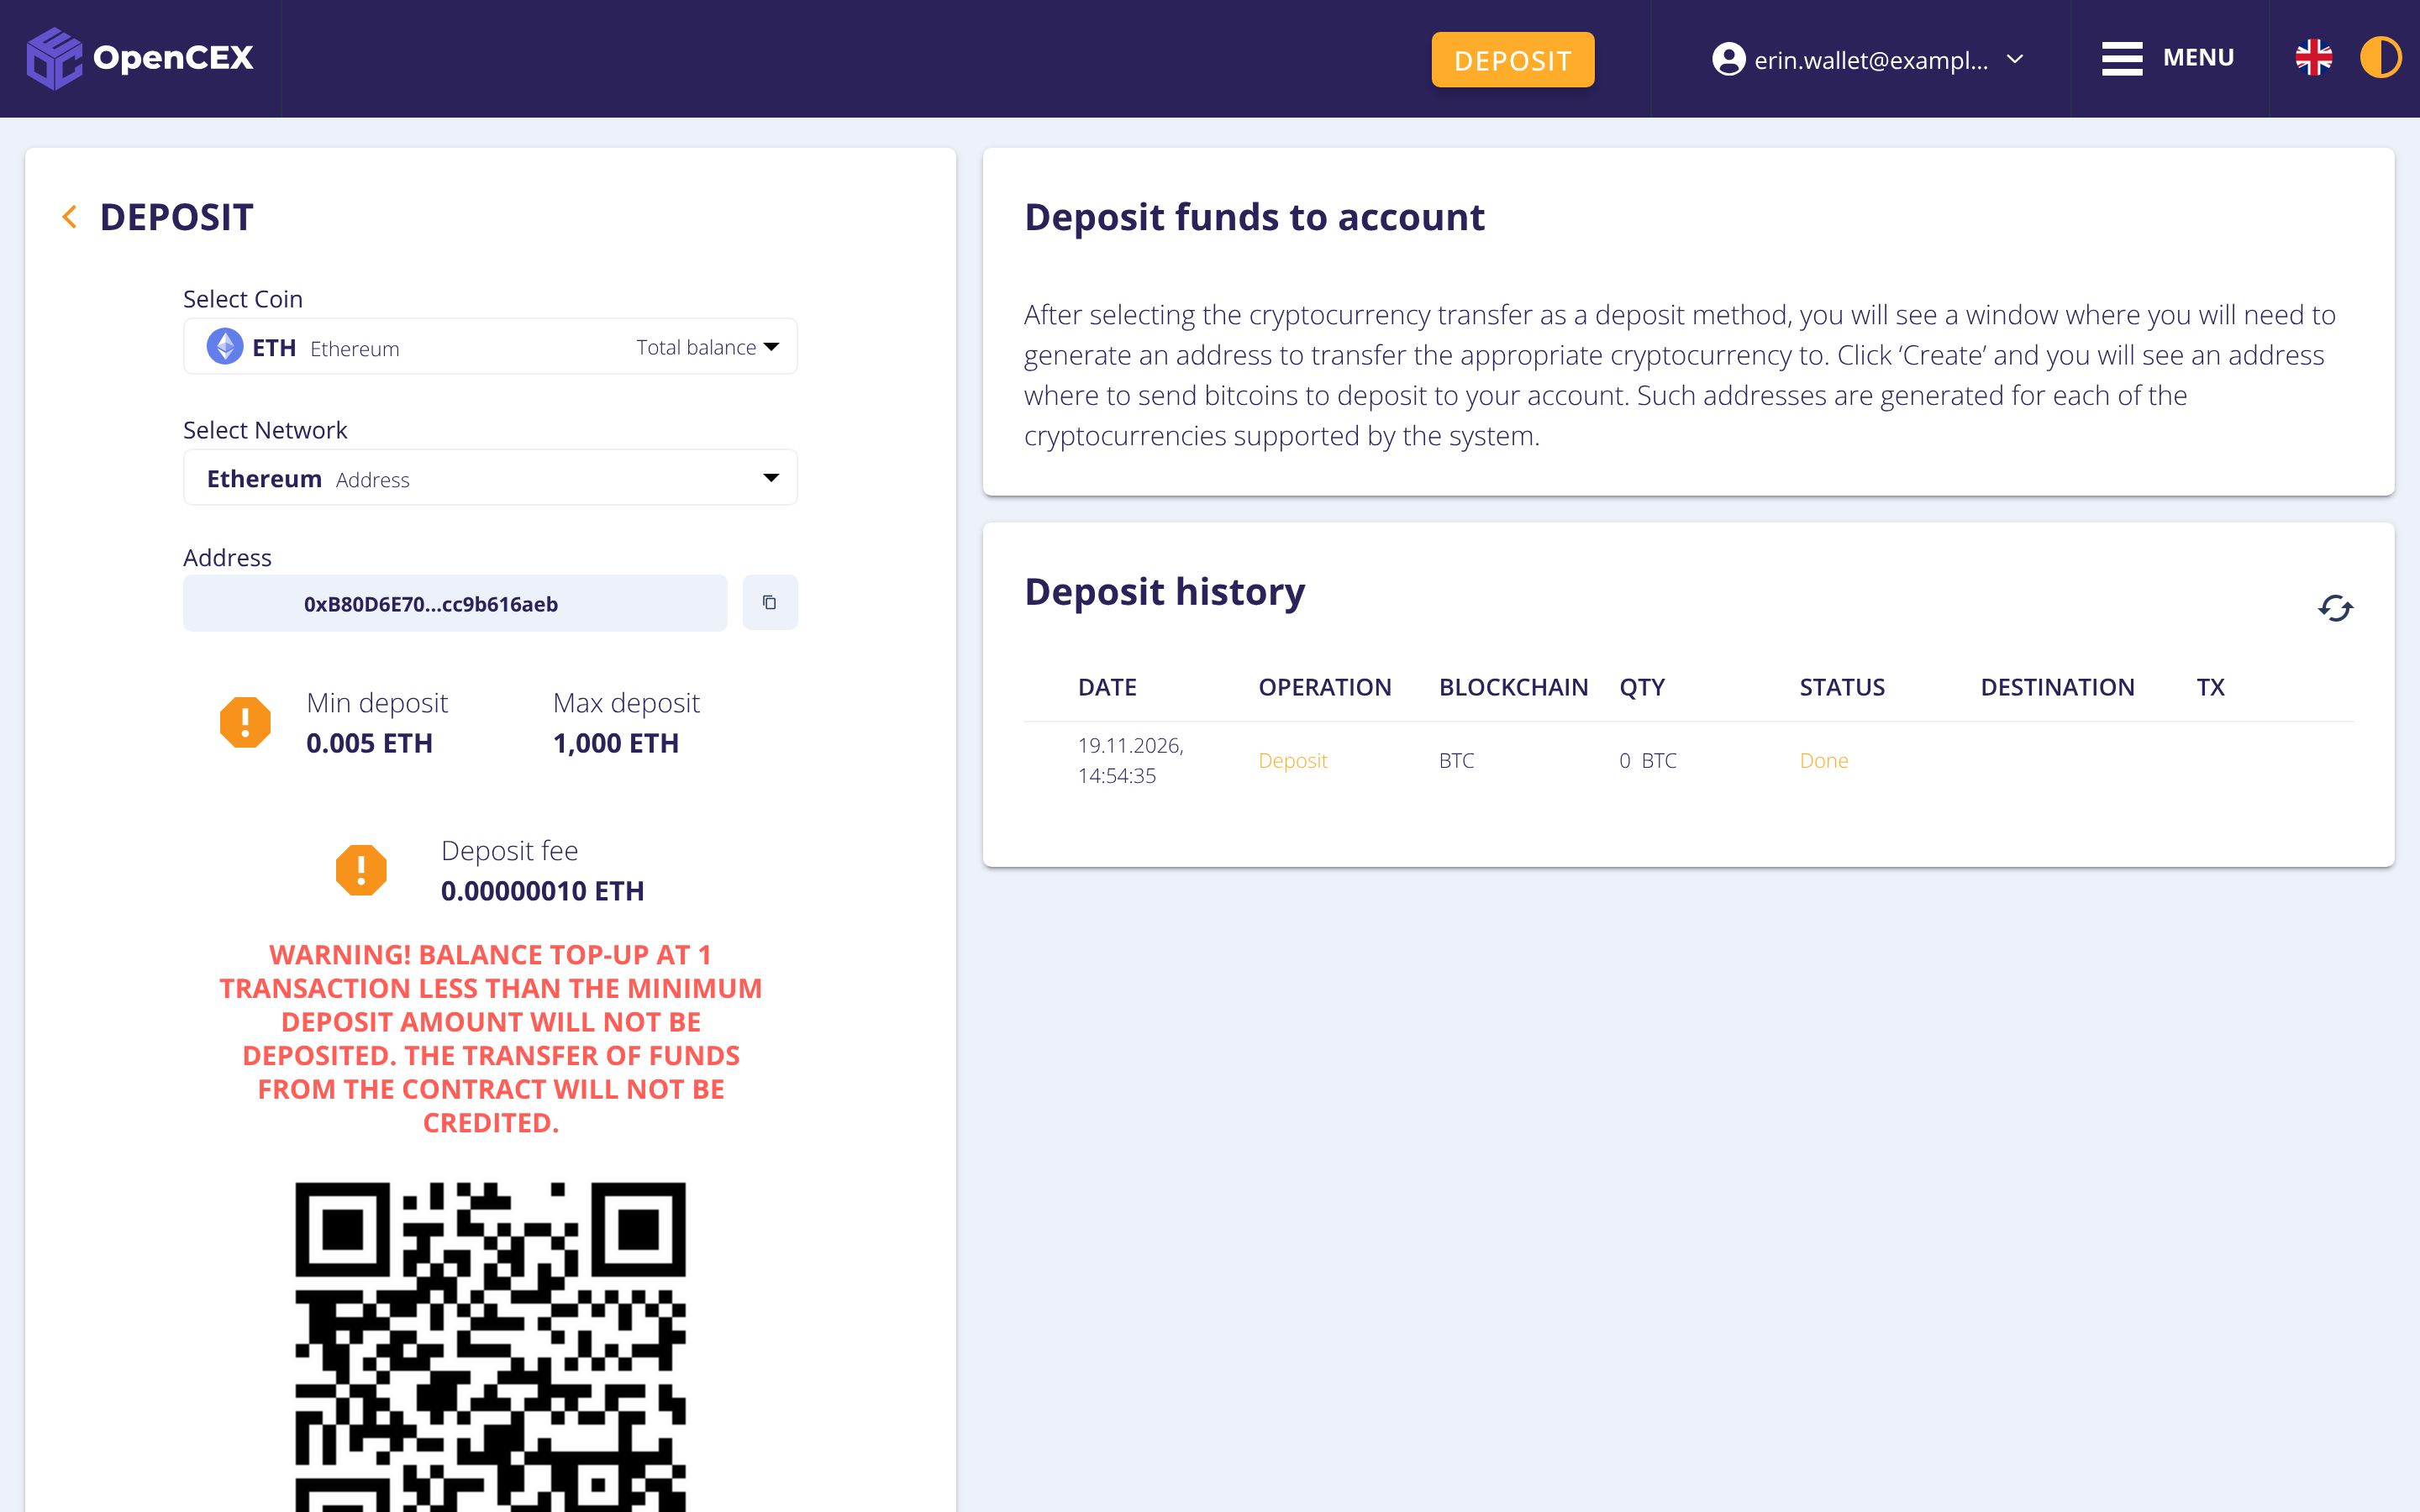 OpenCEX
DEPOSIT
erin.wallet@exampl...
MENU
DEPOSIT
Select Coin
ETH Ethereum Total balance
Select Network
Ethereum Address
Address
0xB80D6E70...cc9b616aeb
Min deposit Max deposit
0.005 ETH 1,000 ETH
Deposit fee
0.00000010 ETH
WARNING! BALANCE TOP-UP AT 1
TRANSACTION LESS THAN THE MINIMUM
DEPOSIT AMOUNT WILL NOT BE
DEPOSITED. THE TRANSFER OF FUNDS
FROM THE CONTRACT WILL NOT BE
CREDITED.
Deposit funds to account
After selecting the cryptocurrency transfer as a deposit method, you will see a window where you will need to
generate an address to transfer the appropriate cryptocurrency to. Click ‘Create’ and you will see an address
where to send bitcoins to deposit to your account. Such addresses are generated for each of the
cryptocurrencies supported by the system.
Deposit history
DATE OPERATION BLOCKCHAIN QTY STATUS DESTINATION TX
19.11.2026,
14:54:35 Deposit BTC 0 BTC Done